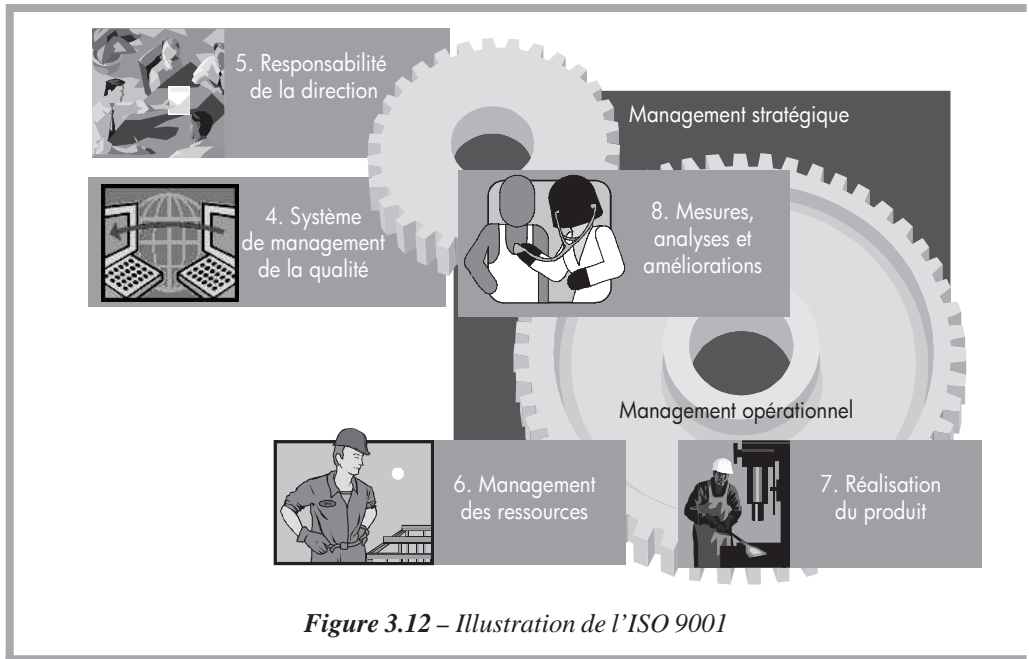 5. Responsabilité
de la direction
Management stratégique
4. Système
de management
de la qualité
8. Mesures,
analyses et
améliorations
Management opérationnel
6. Management
des ressources
7. Réalisation
du produit
Figure 3.12 – Illustration de l'ISO 9001